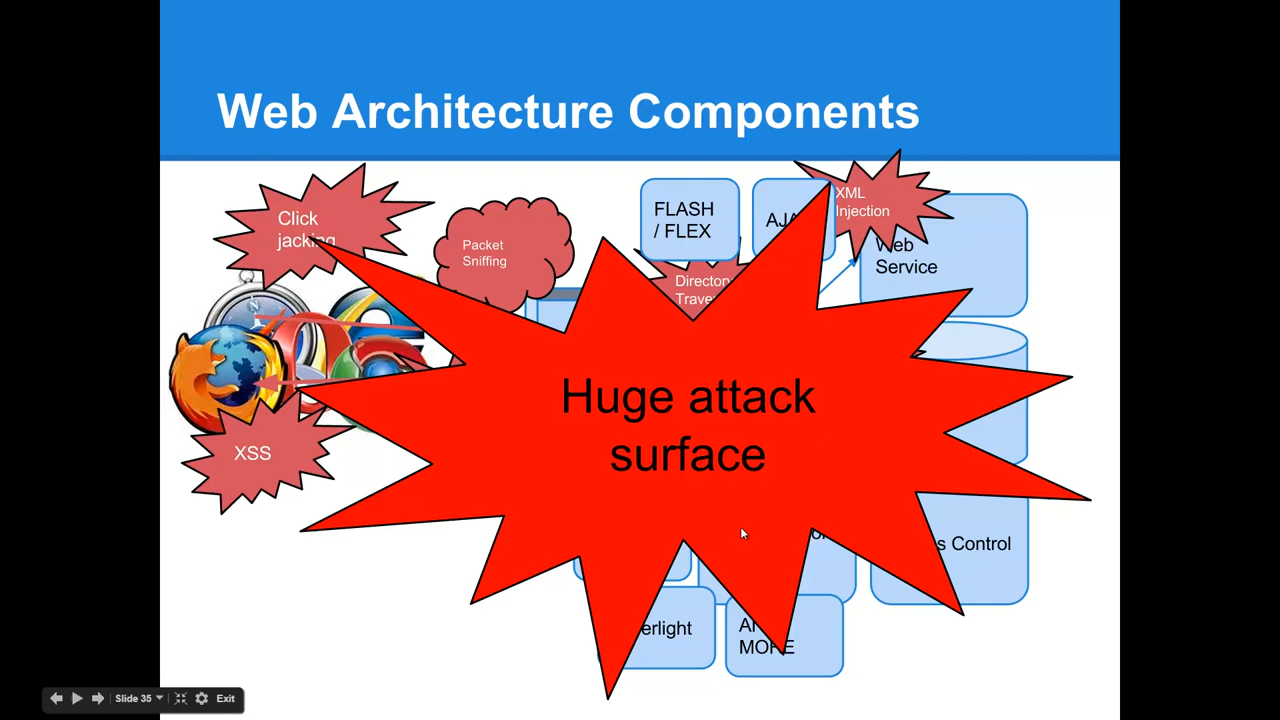 Web Architecture Components
Click
jacking
Packet
Sniffing
FLASH
/ FLEX
XML
Injection
Web
Service
Huge attack
surface
XSS
s Control
erlight
MORE
Slide 35
Exit